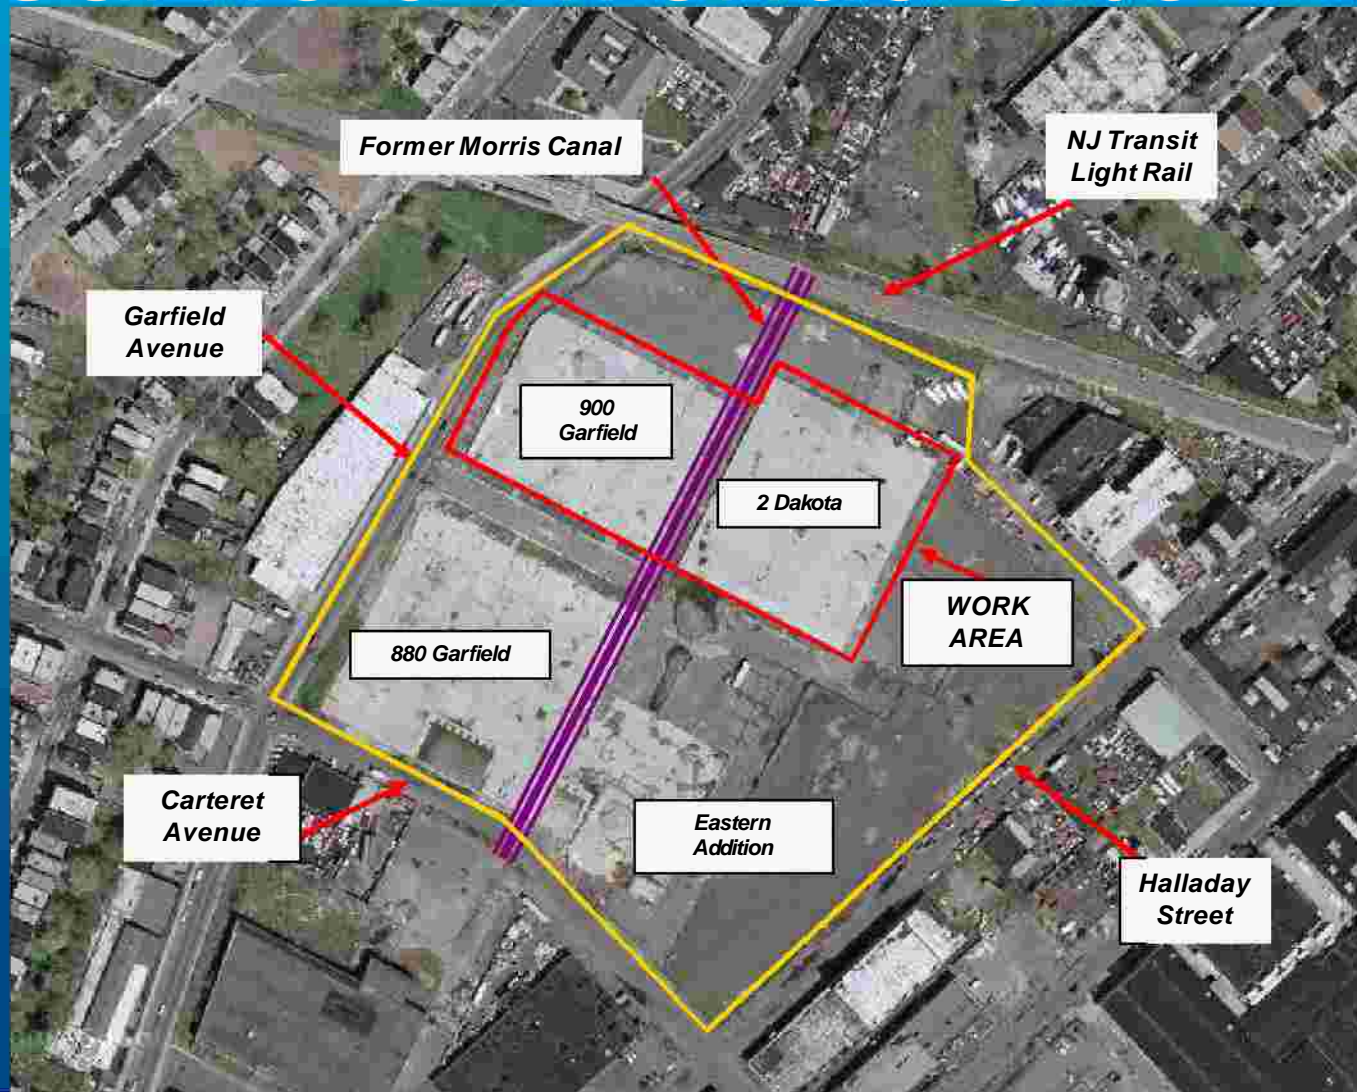 Former Morris Canal
NJ Transit
Light Rail
Garfield
Avenue
900
Garfield
2 Dakota
WORK
AREA
880 Garfield
Carteret
Avenue
Eastern
Addition
Halladay
Street